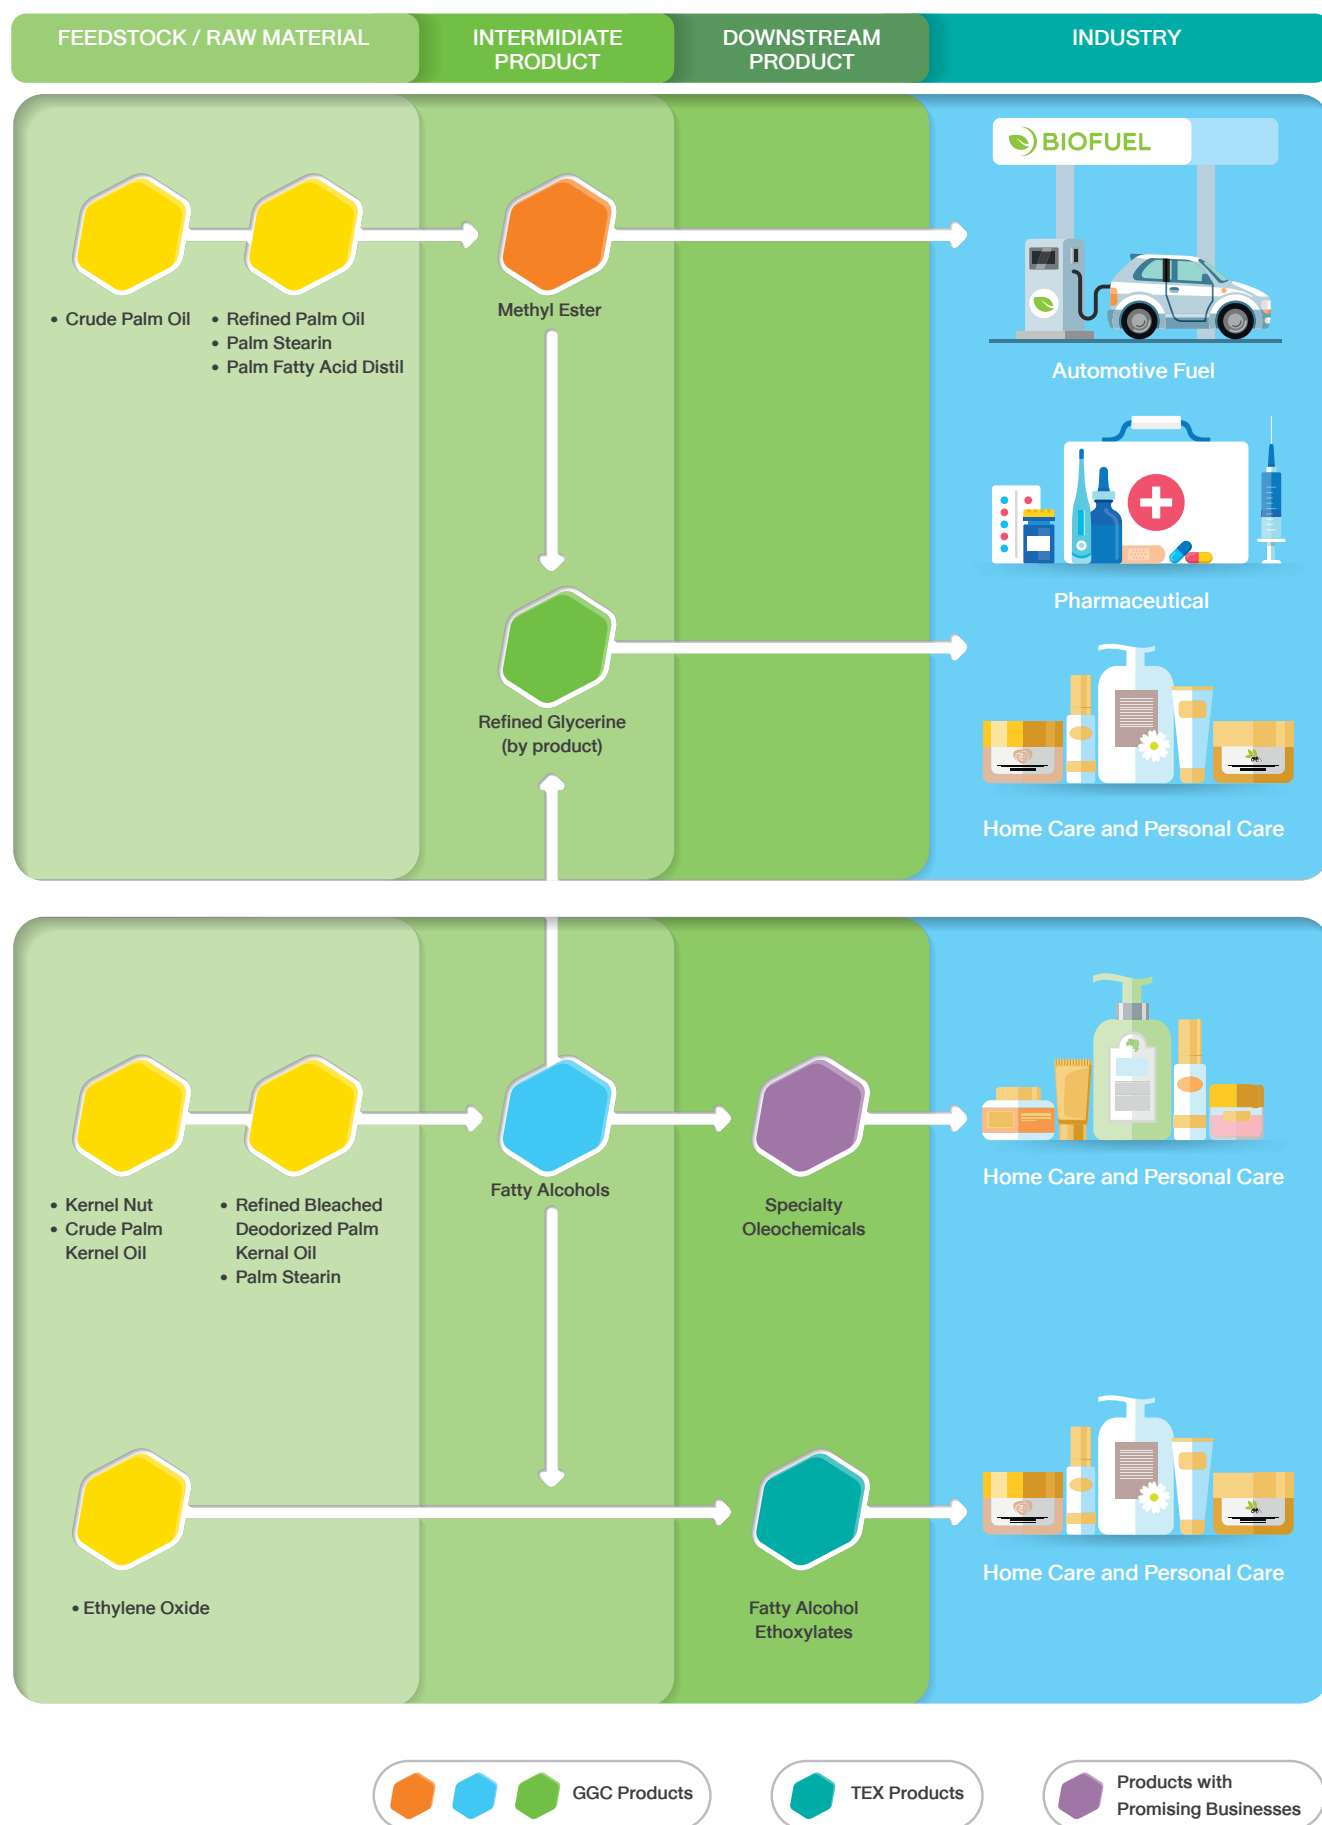 FEEDSTOCK / RAW MATERIAL
INTERMIDIATE
PRODUCT
DOWNSTREAM
PRODUCT
INDUSTRY
BIOFUEL
• Crude Palm Oil
• Refined Palm Oil
• Palm Stearin
• Palm Fatty Acid Distil
Methyl Ester
Automotive Fuel
Pharmaceutical
Refined Glycerine
(by product)
Home Care and Personal Care
• Kernel Nut
• Crude Palm
Kernel Oil
• Refined Bleached
Deodorized Palm
Kernal Oil
• Palm Stearin
Fatty Alcohols
Specialty
Oleochemicals
Home Care and Personal Care
• Ethylene Oxide
Fatty Alcohol
Ethoxylates
Home Care and Personal Care
GGC Products
TEX Products
Products with
Promising Businesses